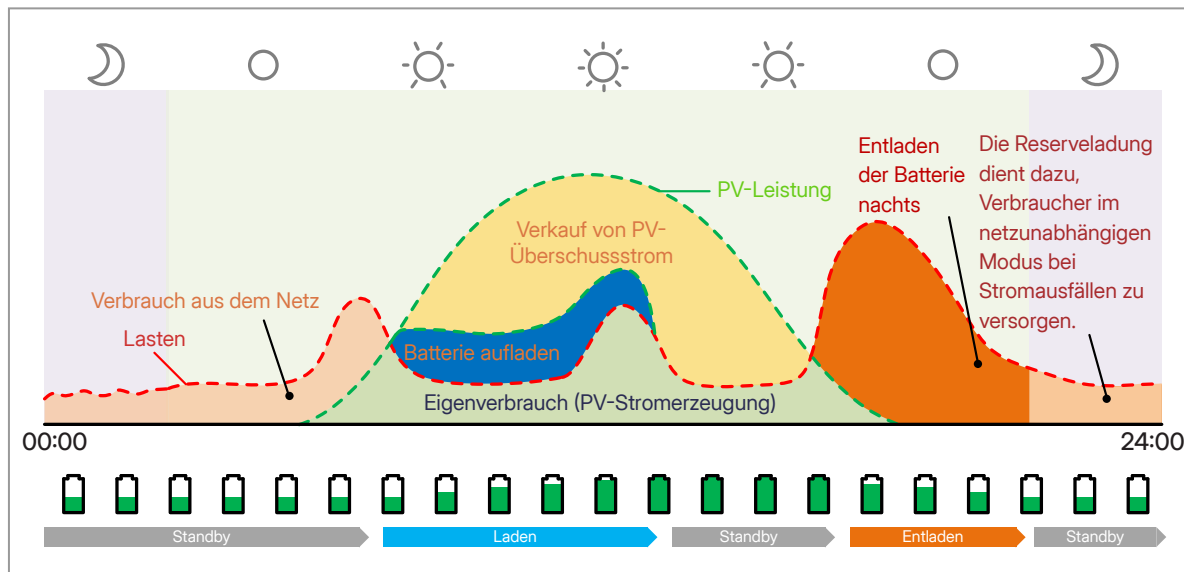 Entladen
der Batterie
nachts
Die Reserveladung
dient dazu,
Verbraucher im
netzunabhängigen
Modus bei
Stromausfällen zu
versorgen.
PV-Leistung
Verkauf von PV-
Überschussstrom
Verbrauch aus dem Netz
Lasten
Batterie aufladen
Eigenverbrauch (PV-Stromerzeugung)
00:00
24:00
Standby
Laden
Standby
Entladen
Standby